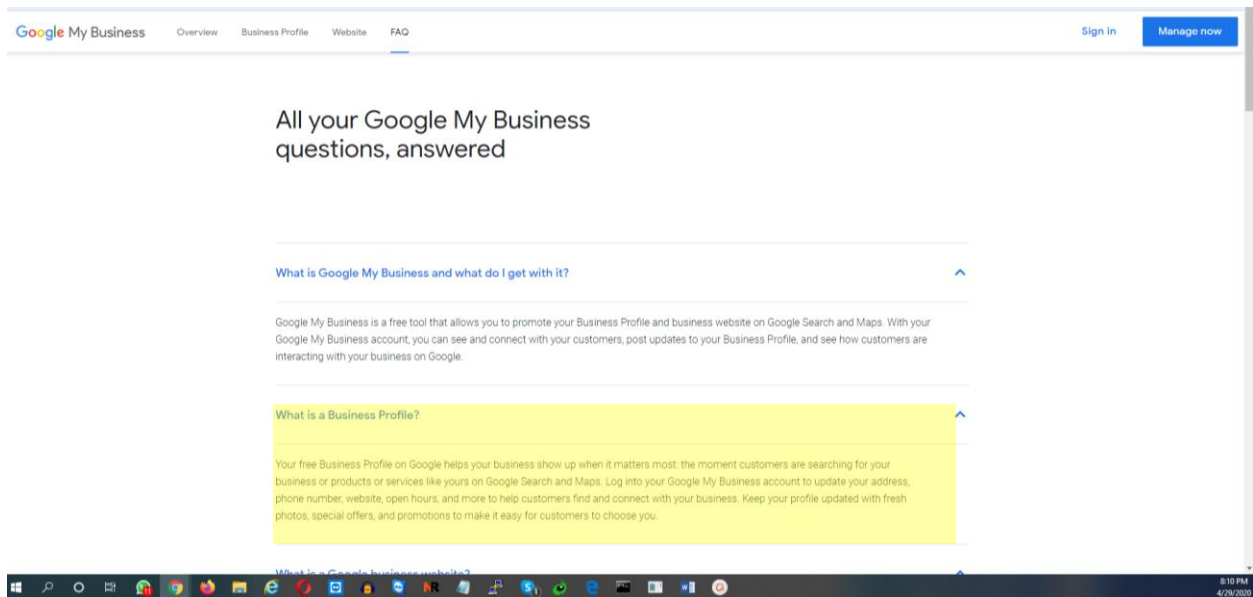 Google My Business Overview Business Profile Website FAQ Sign in Manage now
All your Google My Business
questions, answered
What is Google My Business and what do I get with it?
Google My Business is a free tool that allows you to promote your Business Profile and business website on Google Search and Maps. With your
Google My Business account, you can see and connect with your customers, post updates to your Business Profile, and see how customers are
interacting with your business on Google.
What is a Business Profile?
Your free Business Profile on Google helps your business show up when it matters most: the moment customers are searching for your
business or products or services like yours on Google Search and Maps. Log into your Google My Business account to update your address,
phone number, website, open hours, and more to help customers find and connect with your business. Keep your profile updated with fresh
photos, special offers, and promotions to make it easy for customers to choose you.
What is a Google business website?
8:10 PM
4/29/2020